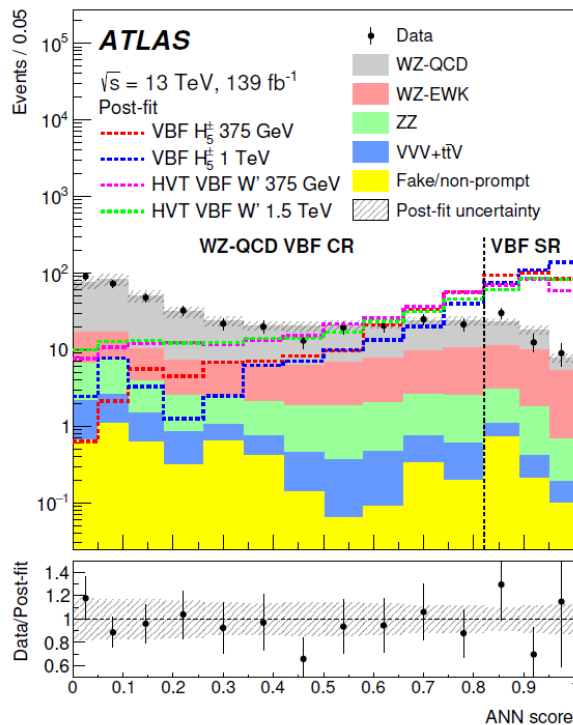 Events / 0.05
10⁵
10⁴
10³
10²
10
1
10⁻¹
ATLAS
√s = 13 TeV, 139 fb⁻¹
Post-fit
VBF H₅± 375 GeV
VBF H₅± 1 TeV
HVT VBF W' 375 GeV
HVT VBF W' 1.5 TeV
Data
WZ-QCD
WZ-EWK
ZZ
VVV+tt̄V
Fake/non-prompt
Post-fit uncertainty
WZ-QCD VBF CR
VBF SR
Data/Post-fit
1.4
1.2
1.0
0.8
0.6
0 0.1 0.2 0.3 0.4 0.5 0.6 0.7 0.8 0.9
ANN score